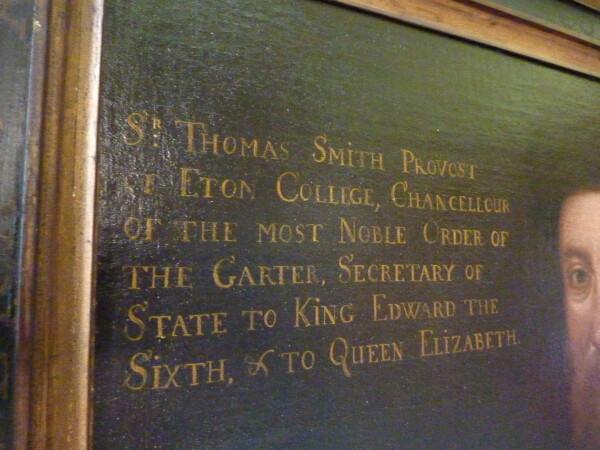 Sᴿ. Thomas Smith Provost
of Eton College, Chancellour
of the most Noble Order of
the Garter, Secretary of
State to King Edward the
Sixth, & to Queen Elizabeth.